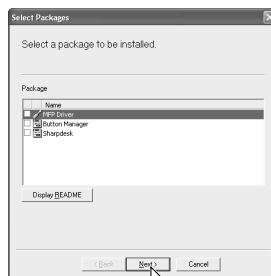 Select Packages
Select a package to be installed.
Package
Name
MFP Driver
Button Manager
Sharpdesk
Display README
< Back Next > Cancel